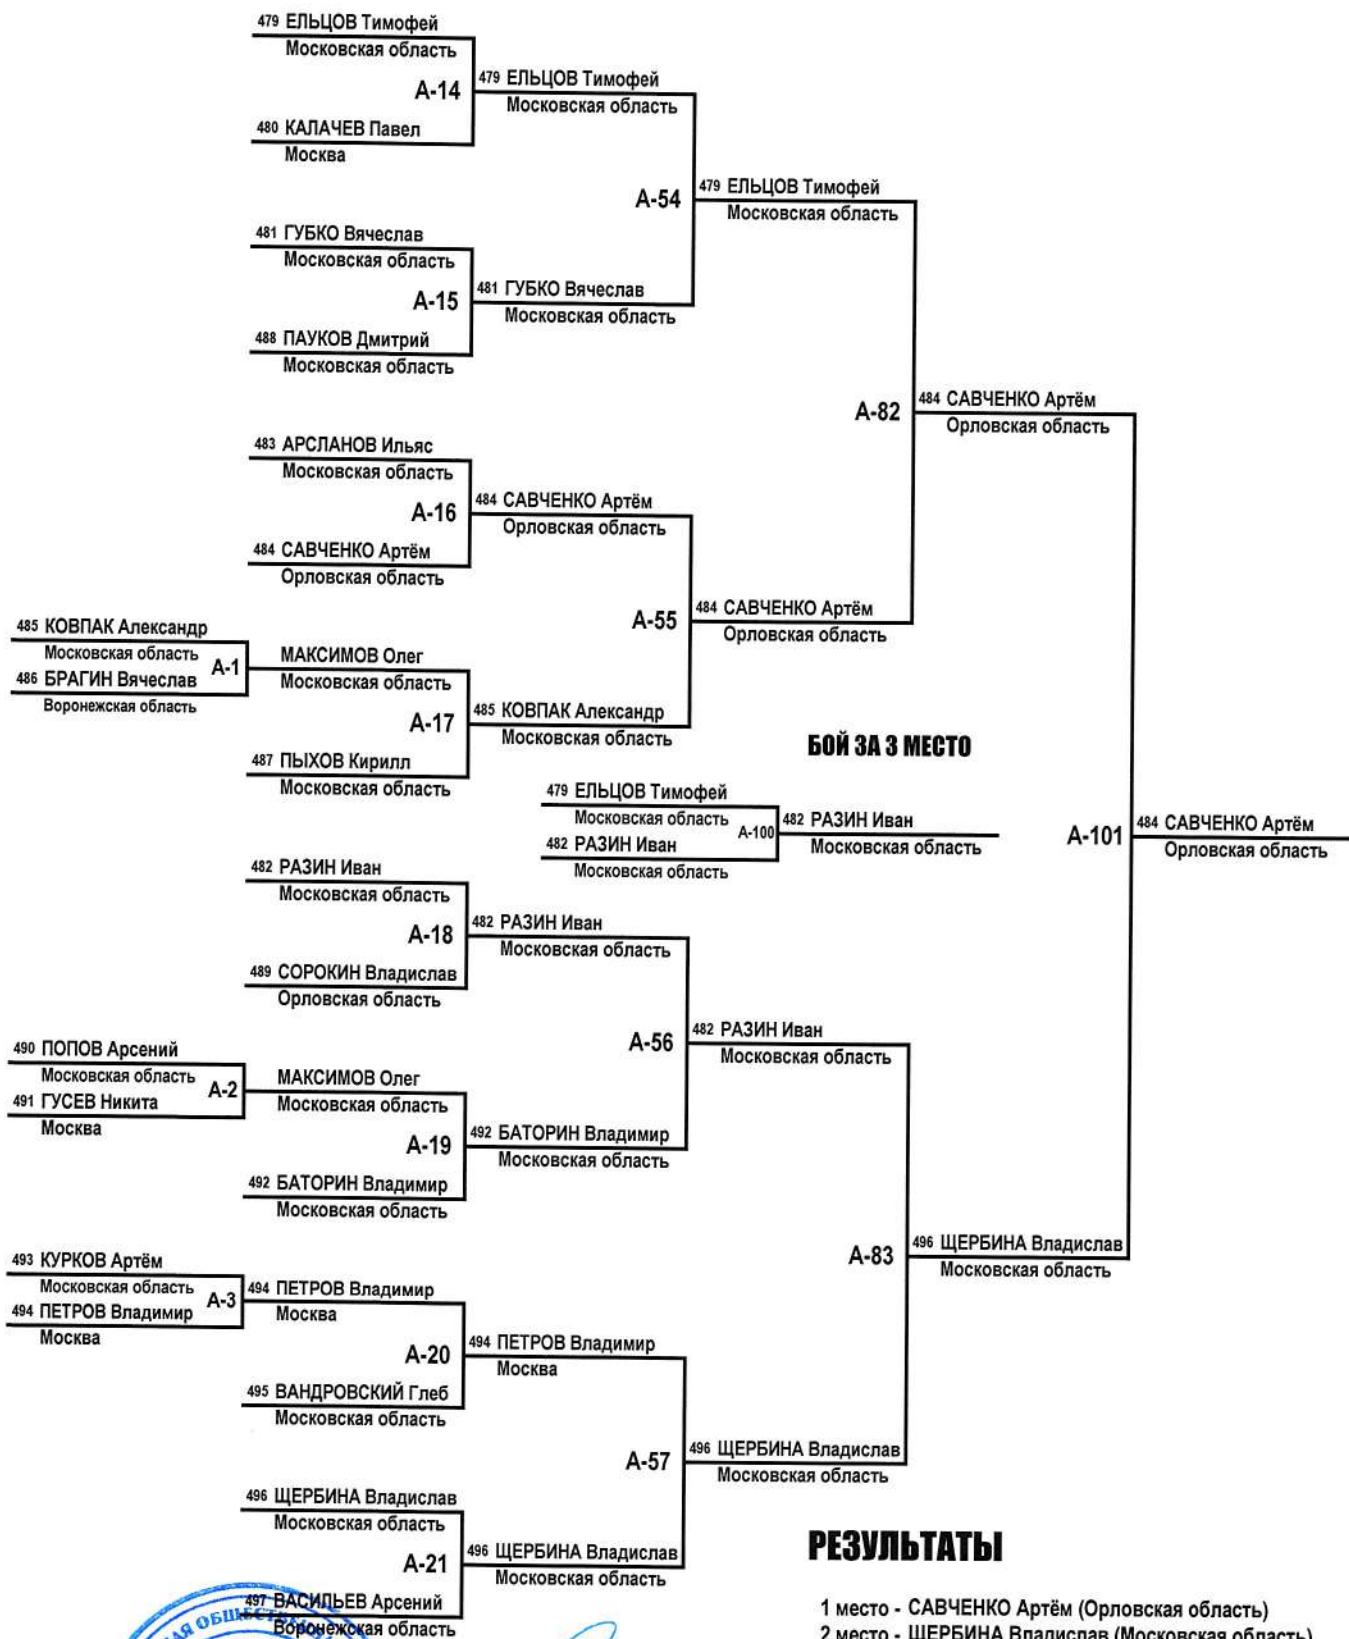 479 ЕЛЬЦОВ Тимофей
Московская область
А-14
480 КАЛАЧЕВ Павел
Москва
479 ЕЛЬЦОВ Тимофей
Московская область
А-54
481 ГУБКО Вячеслав
Московская область
А-15
488 ПАУКОВ Дмитрий
Московская область
481 ГУБКО Вячеслав
Московская область
479 ЕЛЬЦОВ Тимофей
Московская область
А-82
483 АРСЛАНОВ Ильяс
Московская область
А-16
484 САВЧЕНКО Артём
Орловская область
484 САВЧЕНКО Артём
Орловская область
А-55
485 КОВПАК Александр
Московская область
А-1
486 БРАГИН Вячеслав
Воронежская область
МАКСИМОВ Олег
Московская область
А-17
487 ПЫХОВ Кирилл
Московская область
485 КОВПАК Александр
Московская область
484 САВЧЕНКО Артём
Орловская область
484 САВЧЕНКО Артём
Орловская область
БОЙ ЗА 3 МЕСТО
479 ЕЛЬЦОВ Тимофей
Московская область
А-100
482 РАЗИН Иван
Московская область
482 РАЗИН Иван
Московская область
А-101
484 САВЧЕНКО Артём
Орловская область
482 РАЗИН Иван
Московская область
А-18
489 СОРОКИН Владислав
Орловская область
482 РАЗИН Иван
Московская область
А-56
490 ПОПОВ Арсений
Московская область
А-2
491 ГУСЕВ Никита
Москва
МАКСИМОВ Олег
Московская область
А-19
492 БАТОРИН Владимир
Московская область
492 БАТОРИН Владимир
Московская область
482 РАЗИН Иван
Московская область
А-83
493 КУРКОВ Артём
Московская область
А-3
494 ПЕТРОВ Владимир
Москва
494 ПЕТРОВ Владимир
Москва
А-20
495 ВАНДРОВСКИЙ Глеб
Московская область
494 ПЕТРОВ Владимир
Москва
А-57
496 ЩЕРБИНА Владислав
Московская область
А-21
497 ВАСИЛЬЕВ Арсений
Воронежская область
496 ЩЕРБИНА Владислав
Московская область
496 ЩЕРБИНА Владислав
Московская область
496 ЩЕРБИНА Владислав
Московская область
РЕЗУЛЬТАТЫ
1 место - САВЧЕНКО Артём (Орловская область)
2 место - ЩЕРБИНА Владислав (Московская область)